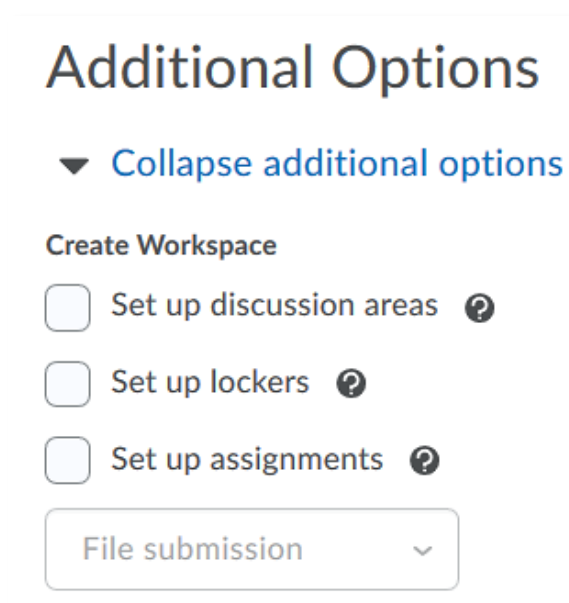 Additional Options
Collapse additional options
Create Workspace
Set up discussion areas
Set up lockers
Set up assignments
File submission